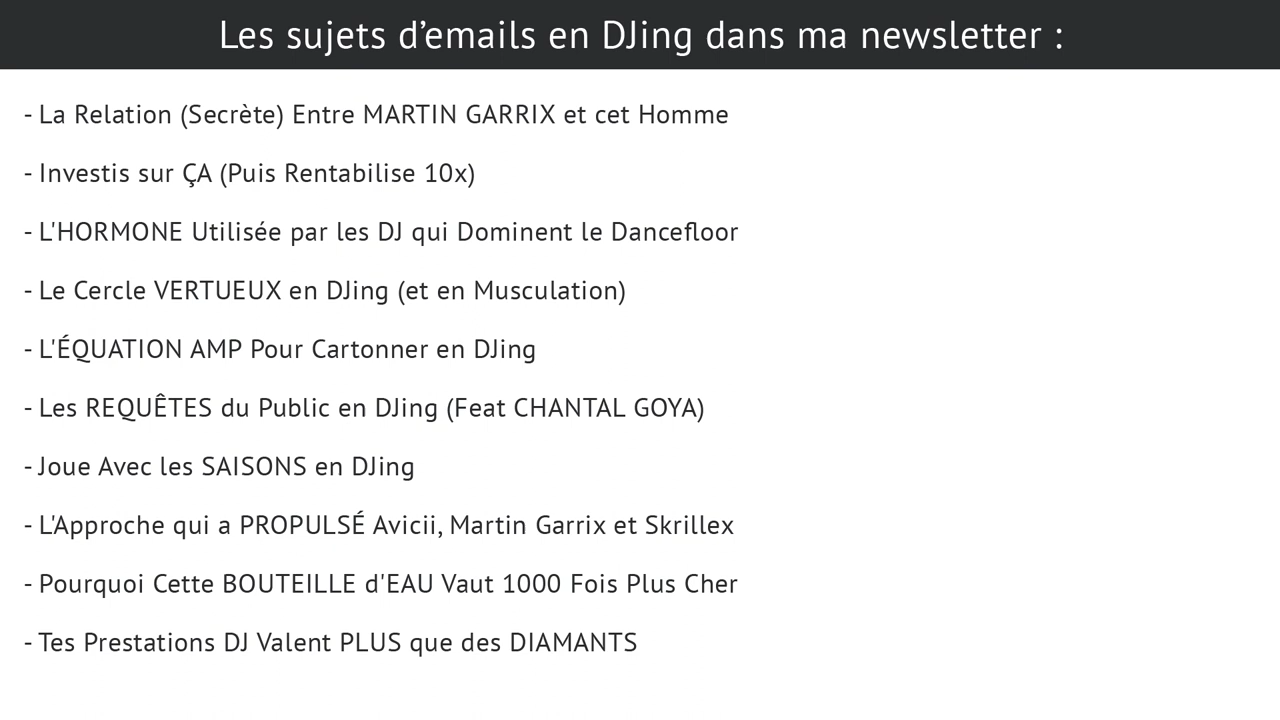 Les sujets d’emails en DJing dans ma newsletter :
- La Relation (Secrète) Entre MARTIN GARRIX et cet Homme
- Investis sur ÇA (Puis Rentabilise 10x)
- L'HORMONE Utilisée par les DJ qui Dominent le Dancefloor
- Le Cercle VERTUEUX en DJing (et en Musculation)
- L'ÉQUATION AMP Pour Cartonner en DJing
- Les REQUÊTES du Public en DJing (Feat CHANTAL GOYA)
- Joue Avec les SAISONS en DJing
- L'Approche qui a PROPULSÉ Avicii, Martin Garrix et Skrillex
- Pourquoi Cette BOUTEILLE d'EAU Vaut 1000 Fois Plus Cher
- Tes Prestations DJ Valent PLUS que des DIAMANTS